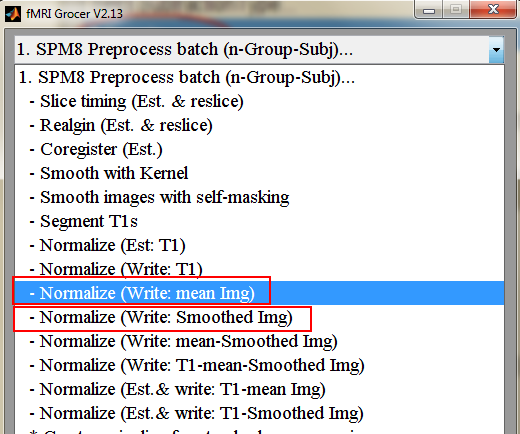 fMRI Grocer V2.13
1. SPM8 Preprocess batch (n-Group-Subj)...
1. SPM8 Preprocess batch (n-Group-Subj)...
- Slice timing (Est. & reslice)
- Realgin (Est. & reslice)
- Coregister (Est.)
- Smooth with Kernel
- Smooth images with self-masking
- Segment T1s
- Normalize (Est: T1)
- Normalize (Write: T1)
- Normalize (Write: mean Img)
- Normalize (Write: Smoothed Img)
- Normalize (Write: mean-Smoothed Img)
- Normalize (Write: T1-mean-Smoothed Img)
- Normalize (Est.& write: T1-mean Img)
- Normalize (Est.& write: T1-Smoothed Img)